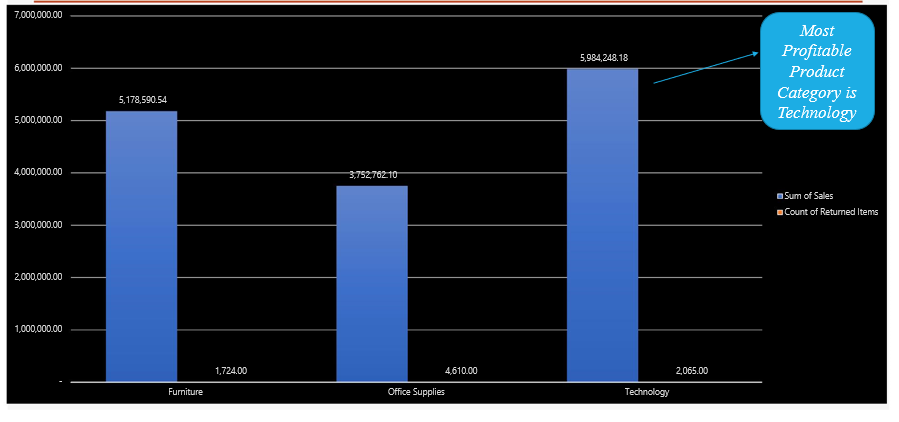 7,000,000.00
6,000,000.00
5,000,000.00
4,000,000.00
3,000,000.00
2,000,000.00
1,000,000.00
-
5,178,590.54
3,752,762.10
5,984,248.18
1,724.00
4,610.00
2,065.00
Furniture
Office Supplies
Technology
Most
Profitable
Product
Category is
Technology
Sum of Sales
Count of Returned Items